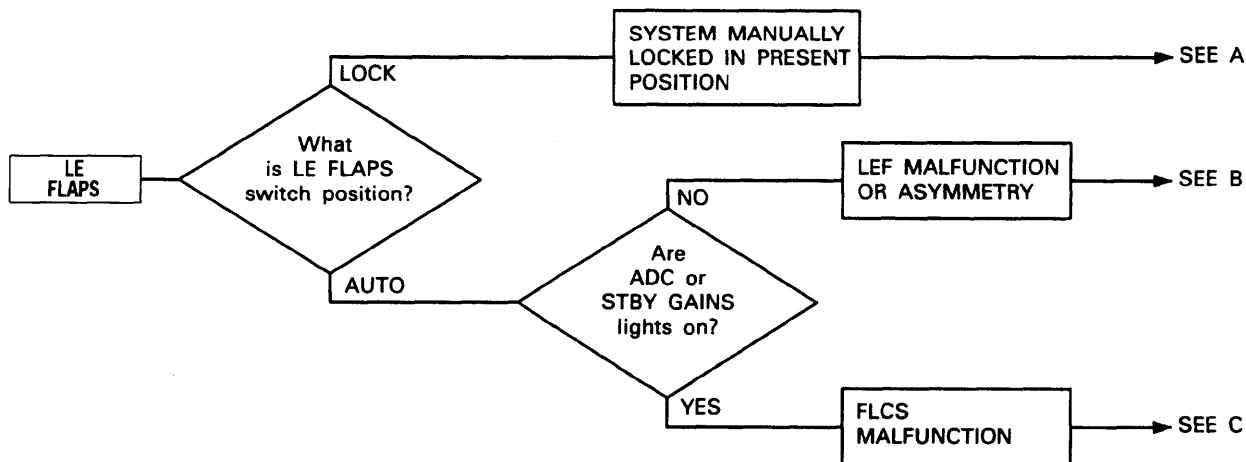 SYSTEM MANUALLY
LOCKED IN PRESENT
POSITION
SEE A
LOCK
What
is LE FLAPS
switch position?
LE
FLAPS
LEF MALFUNCTION
OR ASYMMETRY
SEE B
NO
Are
ADC or
STBY GAINS
lights on?
AUTO
YES
FLCS
MALFUNCTION
SEE C